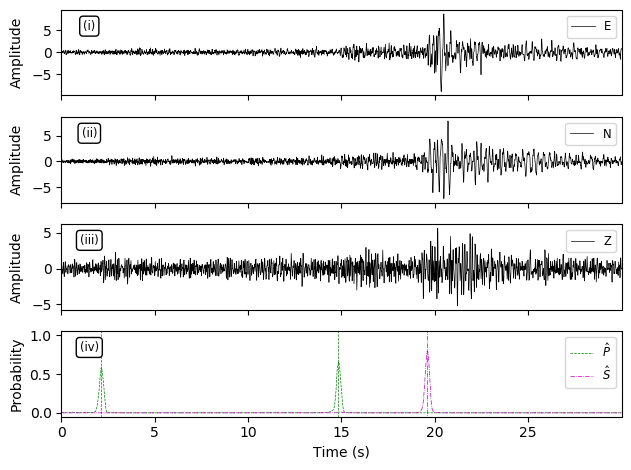 (i)
E
Amplitude
5
0
−5
(ii)
N
Amplitude
5
0
−5
(iii)
Z
Amplitude
5
0
−5
(iv)
P̂
Ŝ
Probability
1.0
0.5
0.0
0 5 10 15 20 25
Time (s)